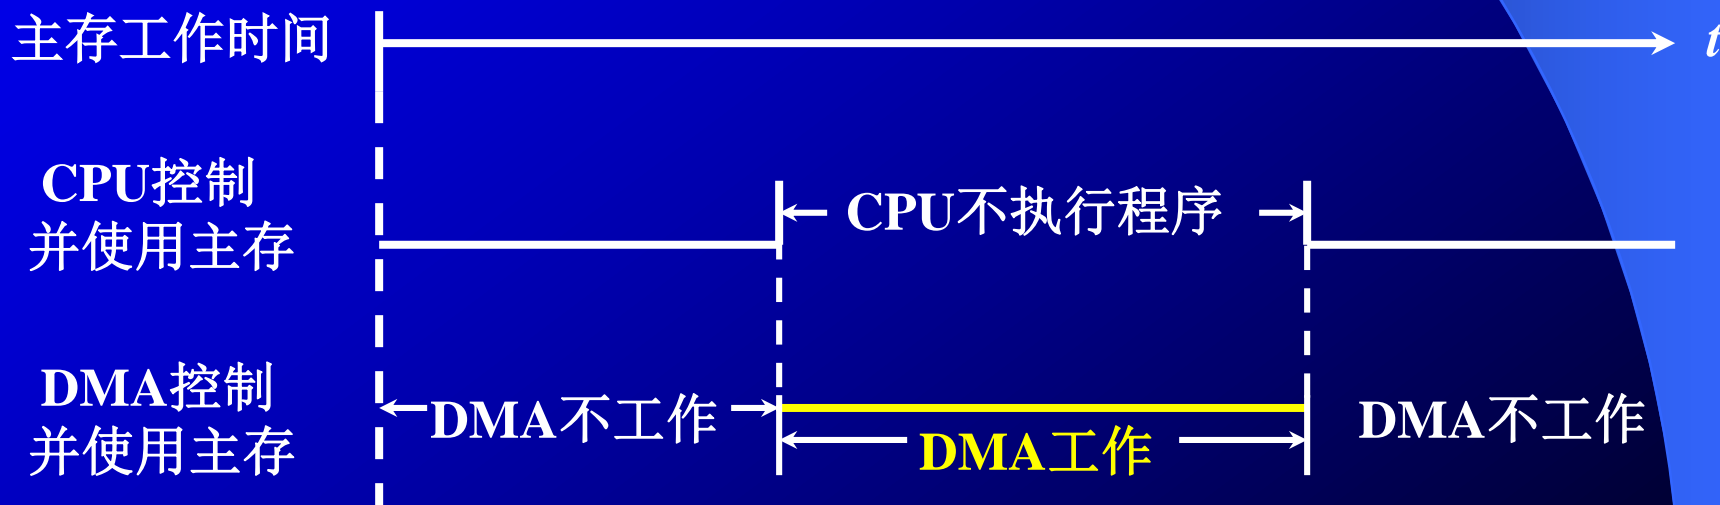 主存工作时间
t
CPU控制
并使用主存
CPU不执行程序
DMA控制
并使用主存
DMA不工作
DMA工作
DMA不工作